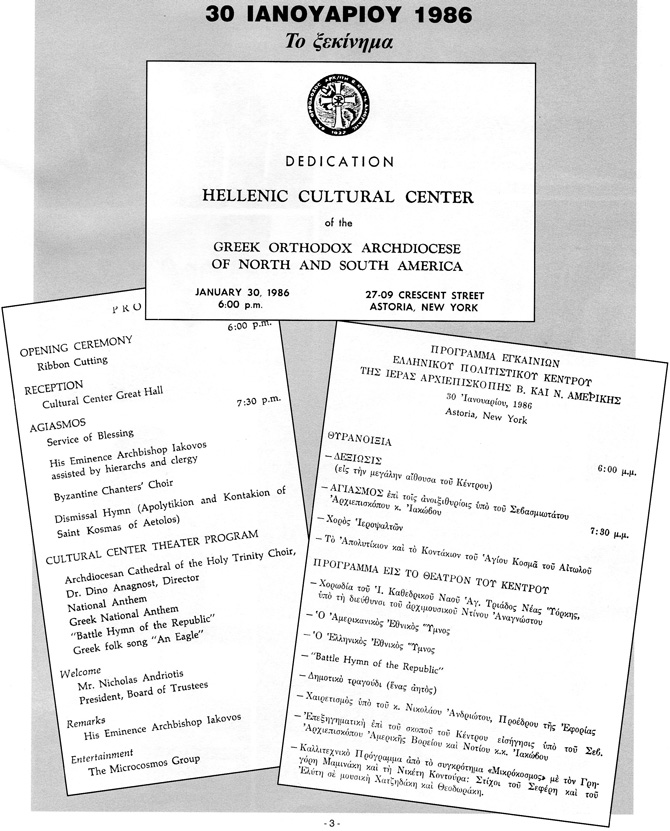 30 ΙΑΝΟΥΑΡΙΟΥ 1986
Το ξεκίνημα
DEDICATION
HELLENIC CULTURAL CENTER
of the
GREEK ORTHODOX ARCHDIOCESE
OF NORTH AND SOUTH AMERICA
JANUARY 30, 1986
6:00 p.m.
27-09 CRESCENT STREET
ASTORIA, NEW YORK
PRO
6:00 p.m.
OPENING CEREMONY
Ribbon Cutting
RECEPTION
Cultural Center Great Hall
7:30 p.m.
AGIASMOS
Service of Blessing
His Eminence Archbishop Iakovos
assisted by hierarchs and clergy
Byzantine Chanters' Choir
Dismissal Hymn (Apolytikion and Kontakion of
Saint Kosmas of Aetolos)
CULTURAL CENTER THEATER PROGRAM
Archdiocesan Cathedral of the Holy Trinity Choir,
Dr. Dino Anagnost, Director
National Anthem
Greek National Anthem
"Battle Hymn of the Republic"
Greek folk song "An Eagle"
Welcome
Mr. Nicholas Andriotis
President, Board of Trustees
Remarks
His Eminence Archbishop Iakovos
Entertainment
The Microcosmos Group
ΠΡΟΓΡΑΜΜΑ ΕΓΚΑΙΝΙΩΝ
ΕΛΛΗΝΙΚΟΥ ΠΟΛΙΤΙΣΤΙΚΟΥ ΚΕΝΤΡΟΥ
ΤΗΣ ΙΕΡΑΣ ΑΡΧΙΕΠΙΣΚΟΠΗΣ Β. ΚΑΙ Ν. ΑΜΕΡΙΚΗΣ
30 Ἰανουαρίου, 1986
Astoria, New York
ΘΥΡΑΝΟΙΞΙΑ
6:00 μ.μ.
– ΔΕΞΙΩΣΙΣ
(εἰς τὴν μεγάλην αἴθουσα τοῦ Κέντρου)
– ΑΓΙΑΣΜΟΣ ἐπὶ τοῖς ἀνοιξιθυρίοις ὑπὸ τοῦ Σεβασμιωτάτου
Ἀρχιεπισκόπου κ. Ἰακώβου
7:30 μ.μ.
– Χορὸς Ἱεροψαλτῶν
– Τὸ Ἀπολυτίκιον καὶ τὸ Κοντάκιον τοῦ Ἁγίου Κοσμᾶ τοῦ Αἰτωλοῦ
ΠΡΟΓΡΑΜΜΑ ΕΙΣ ΤΟ ΘΕΑΤΡΟΝ ΤΟΥ ΚΕΝΤΡΟΥ
– Χορωδία τοῦ Ἱ. Καθεδρικοῦ Ναοῦ Ἁγ. Τριάδος Νέας Ὑόρκης,
ὑπὸ τὴ διεύθυνσι τοῦ ἀρχιμουσικοῦ Ντίνου Ἀναγνώστου
– Ὁ Ἀμερικανικὸς Ἐθνικὸς Ὕμνος
– Ὁ Ἑλληνικὸς Ἐθνικὸς Ὕμνος
– "Battle Hymn of the Republic"
– Δημοτικὸ τραγούδι (ἕνας ἀητὸς)
– Χαιρετισμὸς ὑπὸ τοῦ κ. Νικολάου Ἀνδριότου, Προέδρου τῆς Ἐφορίας
– Ἐπεξηγηματικὴ ἐπὶ τοῦ σκοποῦ τοῦ Κέντρου εἰσήγησις ὑπὸ τοῦ Σεβ.
Ἀρχιεπισκόπου Ἀμερικῆς Βορείου καὶ Νοτίου κ.κ. Ἰακώβου
– Καλλιτεχνικὸ Πρόγραμμα ἀπὸ τὸ συγκρότημα «Μικρόκοσμος» μὲ τὸν Γρη-
γόρη Μαμινάκη καὶ τὴ Νικέτη Κοντούρα: Στίχοι τοῦ Σεφέρη καὶ τοῦ
Ἐλύτη σὲ μουσικὴ Χατζηδάκη καὶ Θεοδωράκη.
- 3 -